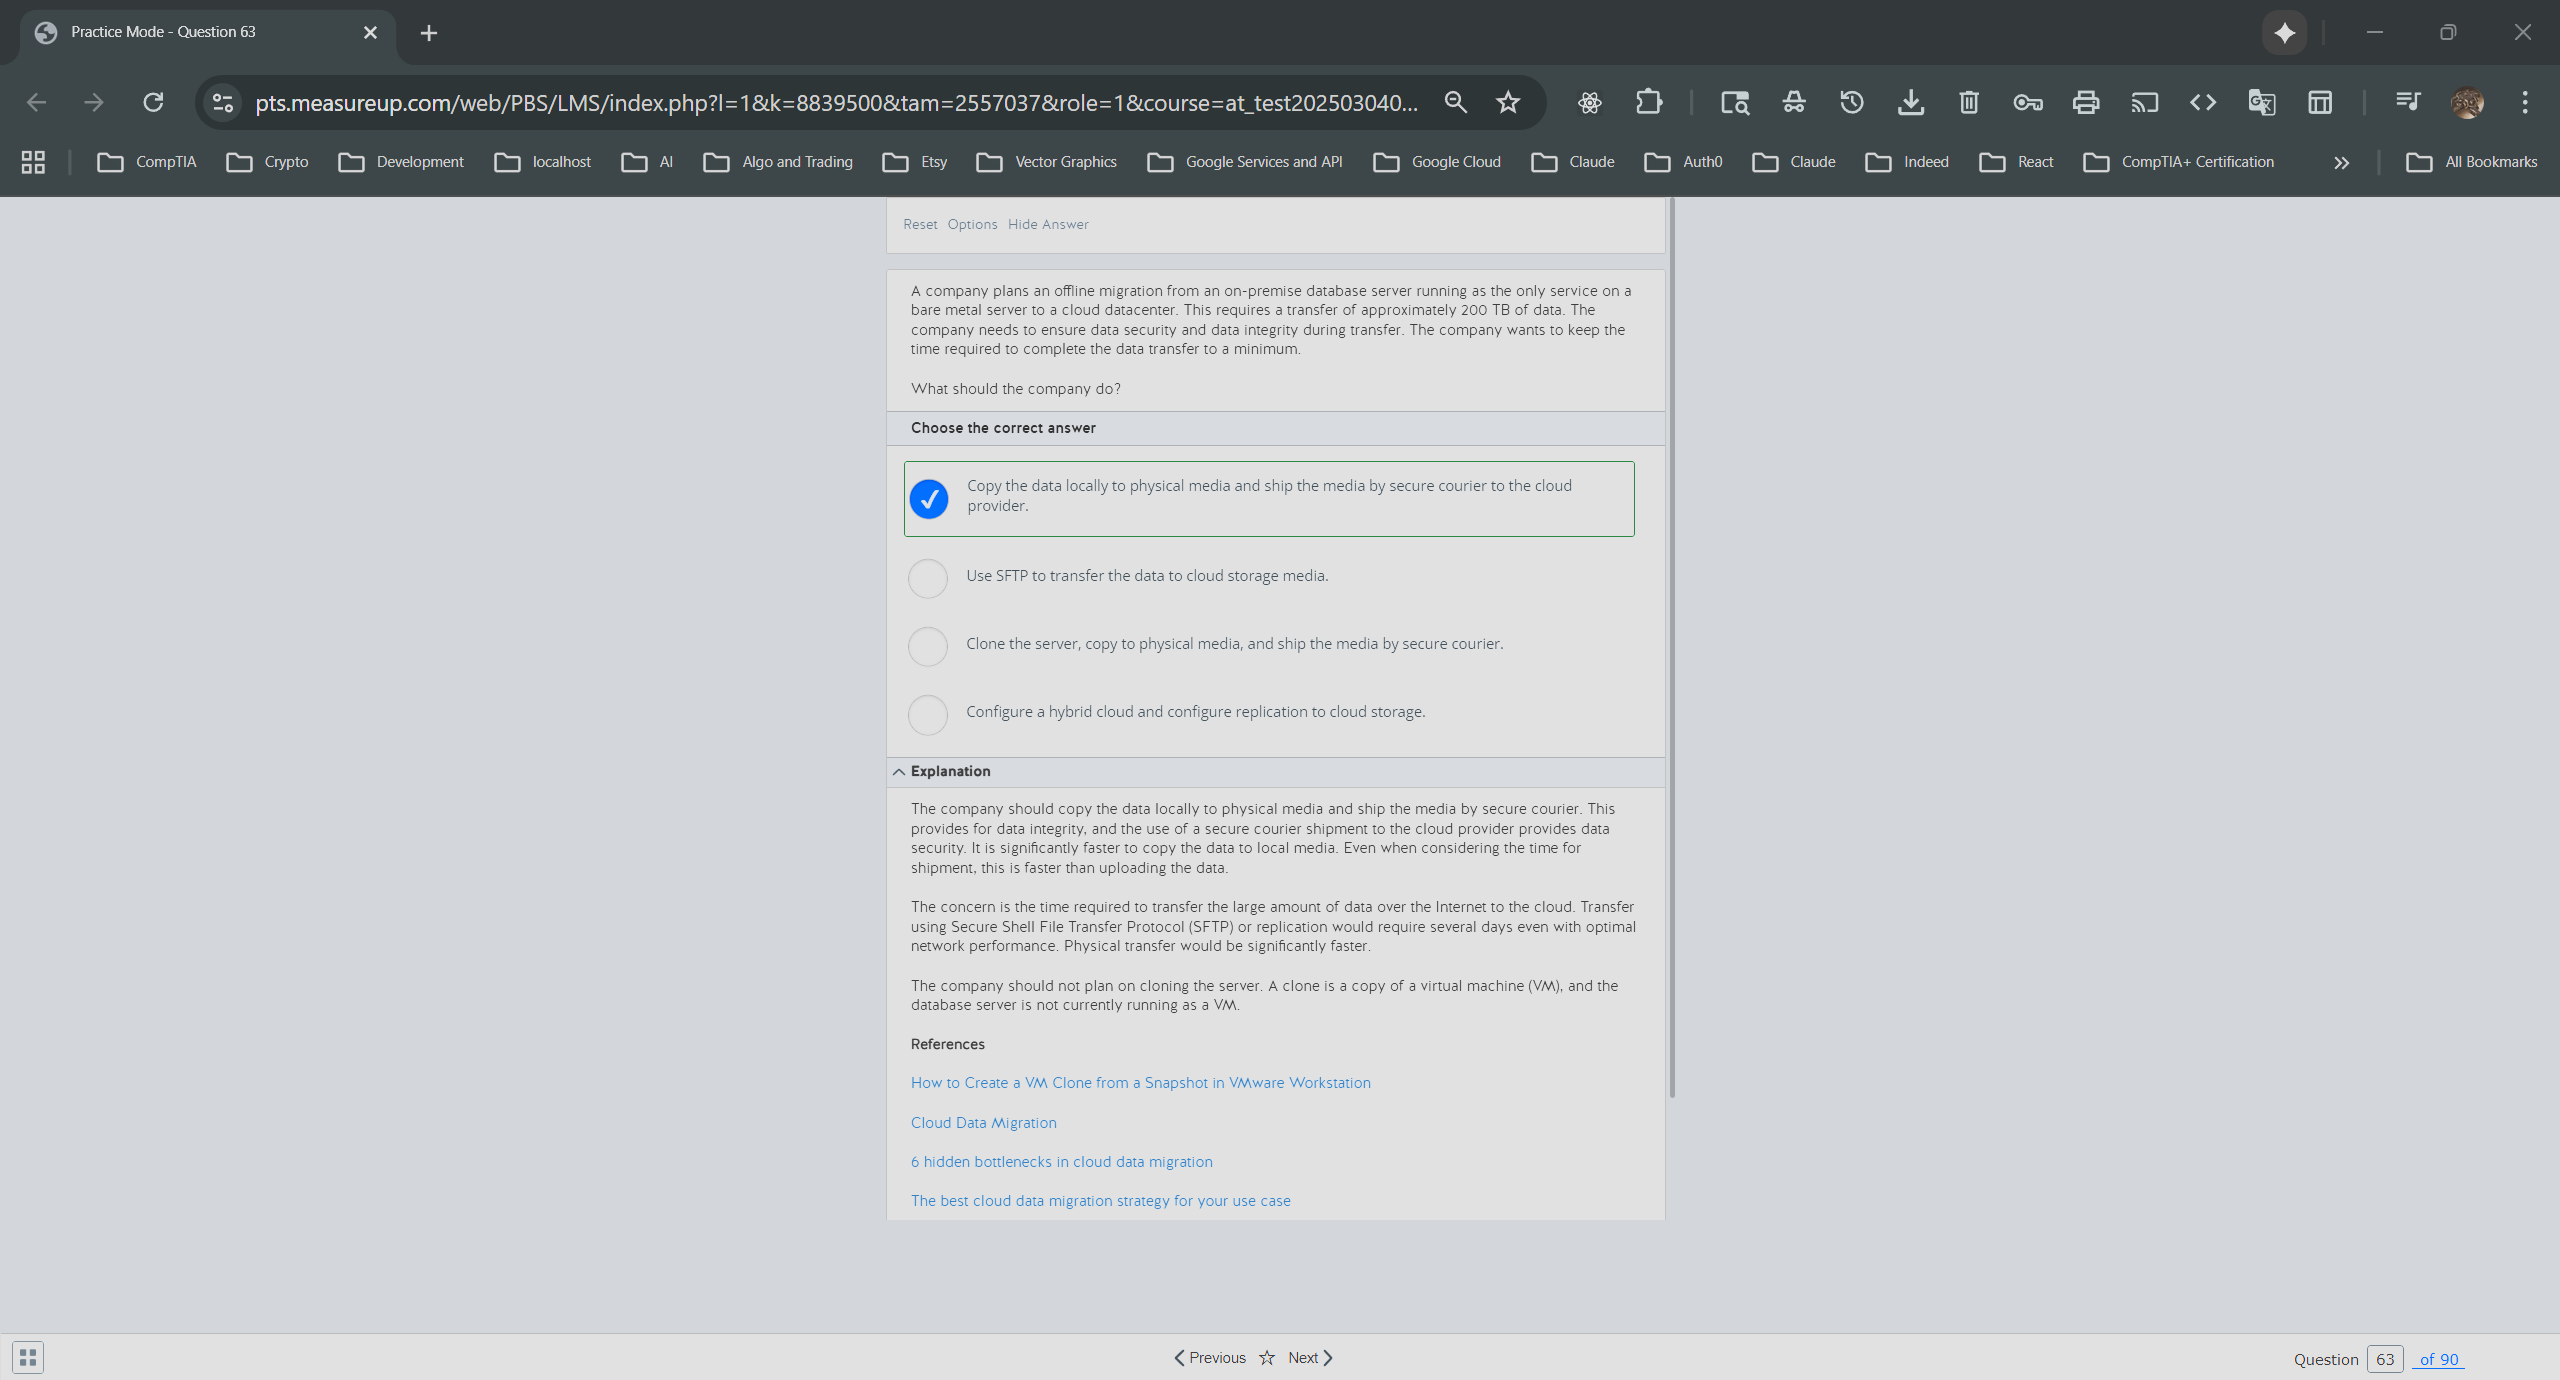 Practice Mode - Question 63
pts.measureup.com/web/PBS/LMS/index.php?l=1&k=8839500&tam=2557037&role=1&course=at_test202503040...
CompTIA Crypto Development localhost AI Algo and Trading Etsy Vector Graphics Google Services and API Google Cloud Claude Auth0 Claude Indeed React CompTIA+ Certification All Bookmarks
Reset Options Hide Answer
A company plans an offline migration from an on-premise database server running as the only service on a
bare metal server to a cloud datacenter. This requires a transfer of approximately 200 TB of data. The
company needs to ensure data security and data integrity during transfer. The company wants to keep the
time required to complete the data transfer to a minimum.
What should the company do?
Choose the correct answer
Copy the data locally to physical media and ship the media by secure courier to the cloud
provider.
Use SFTP to transfer the data to cloud storage media.
Clone the server, copy to physical media, and ship the media by secure courier.
Configure a hybrid cloud and configure replication to cloud storage.
Explanation
The company should copy the data locally to physical media and ship the media by secure courier. This
provides for data integrity, and the use of a secure courier shipment to the cloud provider provides data
security. It is significantly faster to copy the data to local media. Even when considering the time for
shipment, this is faster than uploading the data.
The concern is the time required to transfer the large amount of data over the Internet to the cloud. Transfer
using Secure Shell File Transfer Protocol (SFTP) or replication would require several days even with optimal
network performance. Physical transfer would be significantly faster.
The company should not plan on cloning the server. A clone is a copy of a virtual machine (VM), and the
database server is not currently running as a VM.
References
How to Create a VM Clone from a Snapshot in VMware Workstation
Cloud Data Migration
6 hidden bottlenecks in cloud data migration
The best cloud data migration strategy for your use case
Previous Next
Question 63 of 90